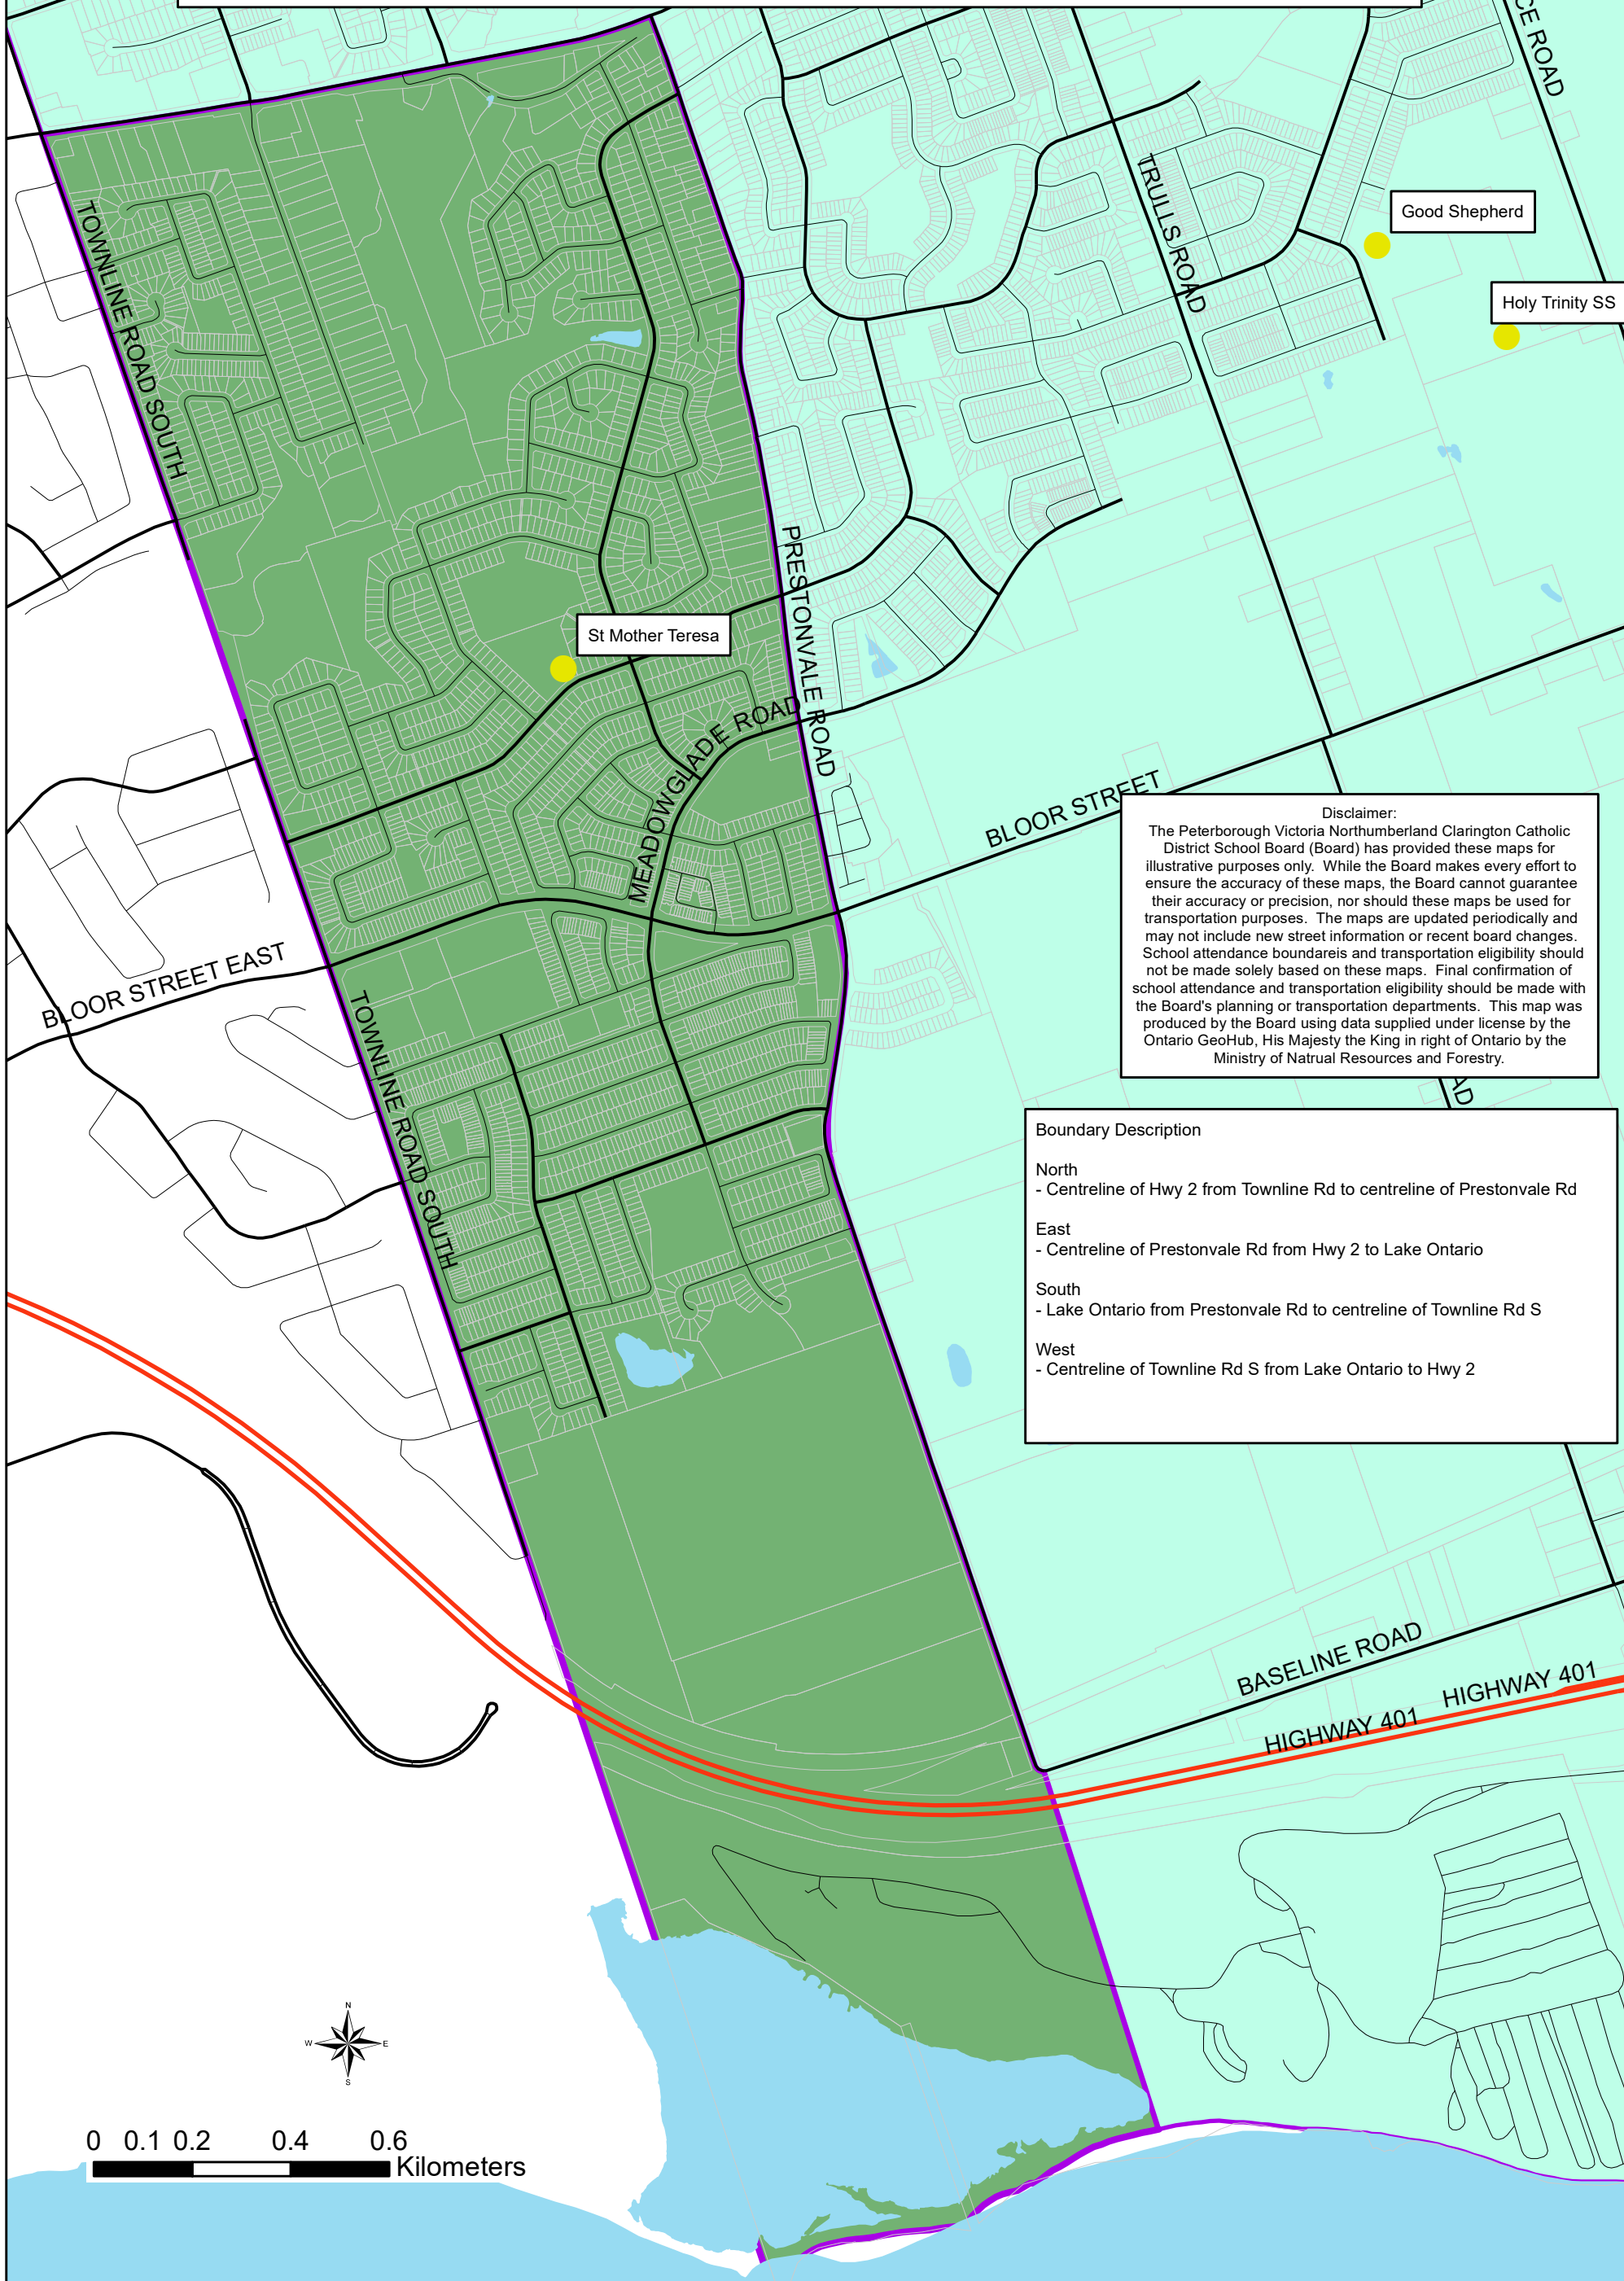 CE ROAD
TRULLS ROAD
Good Shepherd
TOWNLINE ROAD SOUTH
Holy Trinity SS
PRESTONVALE ROAD
St Mother Teresa
MEADOWGLADE ROAD
BLOOR STREET
Disclaimer:
The Peterborough Victoria Northumberland Clarington Catholic
District School Board (Board) has provided these maps for
illustrative purposes only. While the Board makes every effort to
ensure the accuracy of these maps, the Board cannot guarantee
their accuracy or precision, nor should these maps be used for
transportation purposes. The maps are updated periodically and
may not include new street information or recent board changes.
School attendance boundareis and transportation eligibility should
not be made solely based on these maps. Final confirmation of
school attendance and transportation eligibility should be made with
the Board's planning or transportation departments. This map was
produced by the Board using data supplied under license by the
Ontario GeoHub, His Majesty the King in right of Ontario by the
Ministry of Natrual Resources and Forestry.
BLOOR STREET EAST
TOWNLINE ROAD SOUTH
AD
Boundary Description
North
- Centreline of Hwy 2 from Townline Rd to centreline of Prestonvale Rd
East
- Centreline of Prestonvale Rd from Hwy 2 to Lake Ontario
South
- Lake Ontario from Prestonvale Rd to centreline of Townline Rd S
West
- Centreline of Townline Rd S from Lake Ontario to Hwy 2
BASELINE ROAD
HIGHWAY 401
HIGHWAY 401
N
W E
S
0 0.1 0.2 0.4 0.6
Kilometers